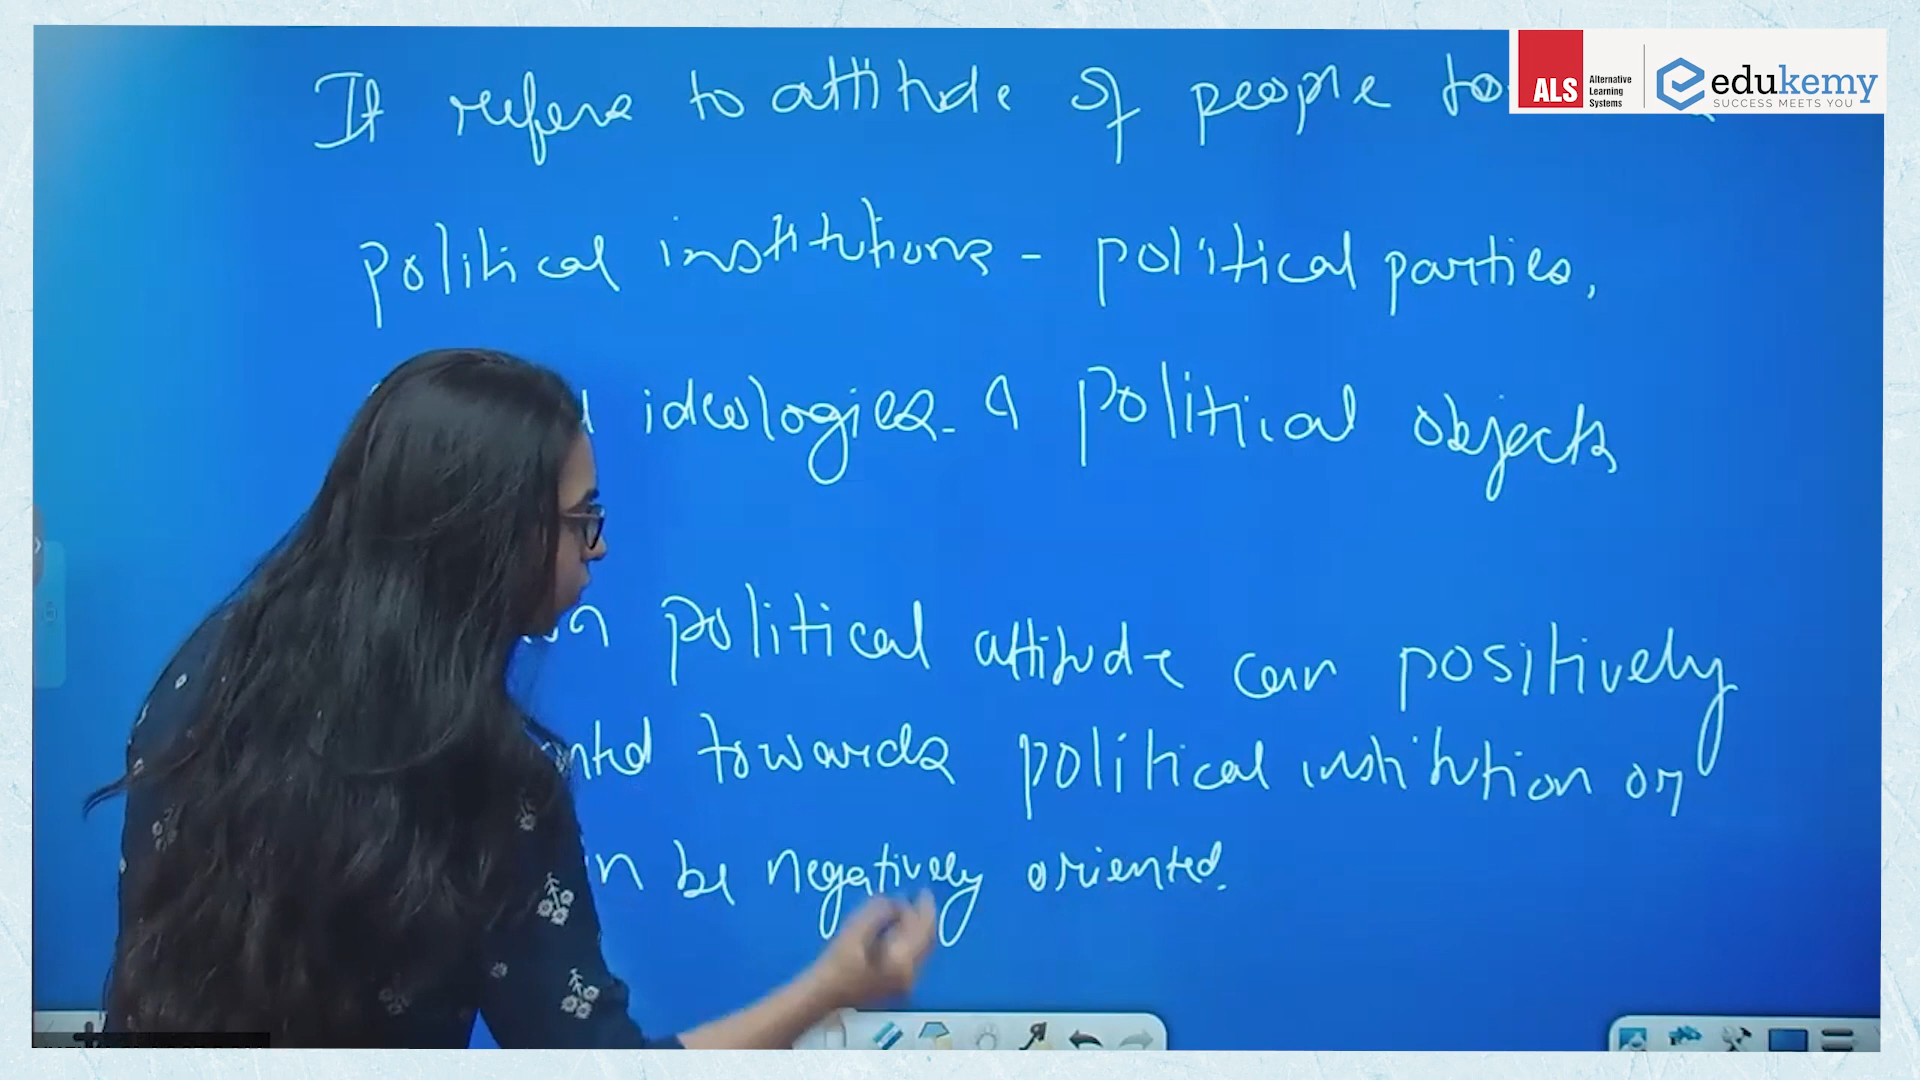 It refers to attitude of people
ALS
Alternative
Learning
Systems
edukemy
SUCCESS MEETS YOU
political institutions - political parties,
ideologies & political objects
political attitude can positively
towards political institution or
be negatively oriented.